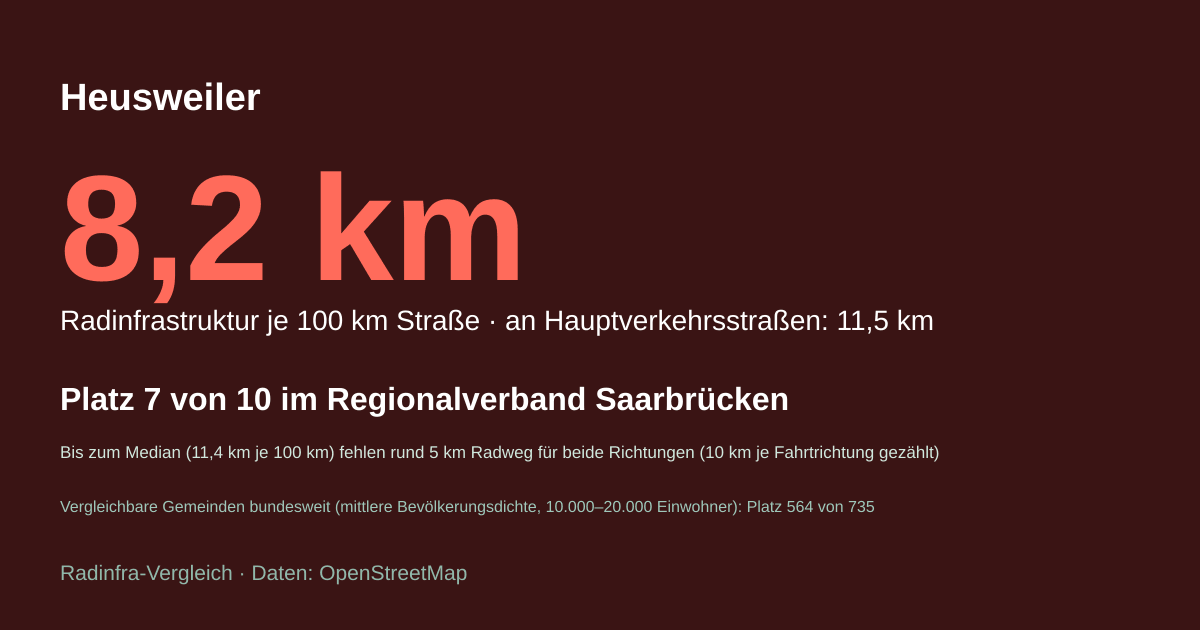 Heusweiler
8,2 km
Radinfrastruktur je 100 km Straße · an Hauptverkehrsstraßen: 11,5 km
Platz 7 von 10 im Regionalverband Saarbrücken
Bis zum Median (11,4 km je 100 km) fehlen rund 5 km Radweg für beide Richtungen (10 km je Fahrtrichtung gezählt)
Vergleichbare Gemeinden bundesweit (mittlere Bevölkerungsdichte, 10.000–20.000 Einwohner): Platz 564 von 735
Radinfra-Vergleich · Daten: OpenStreetMap